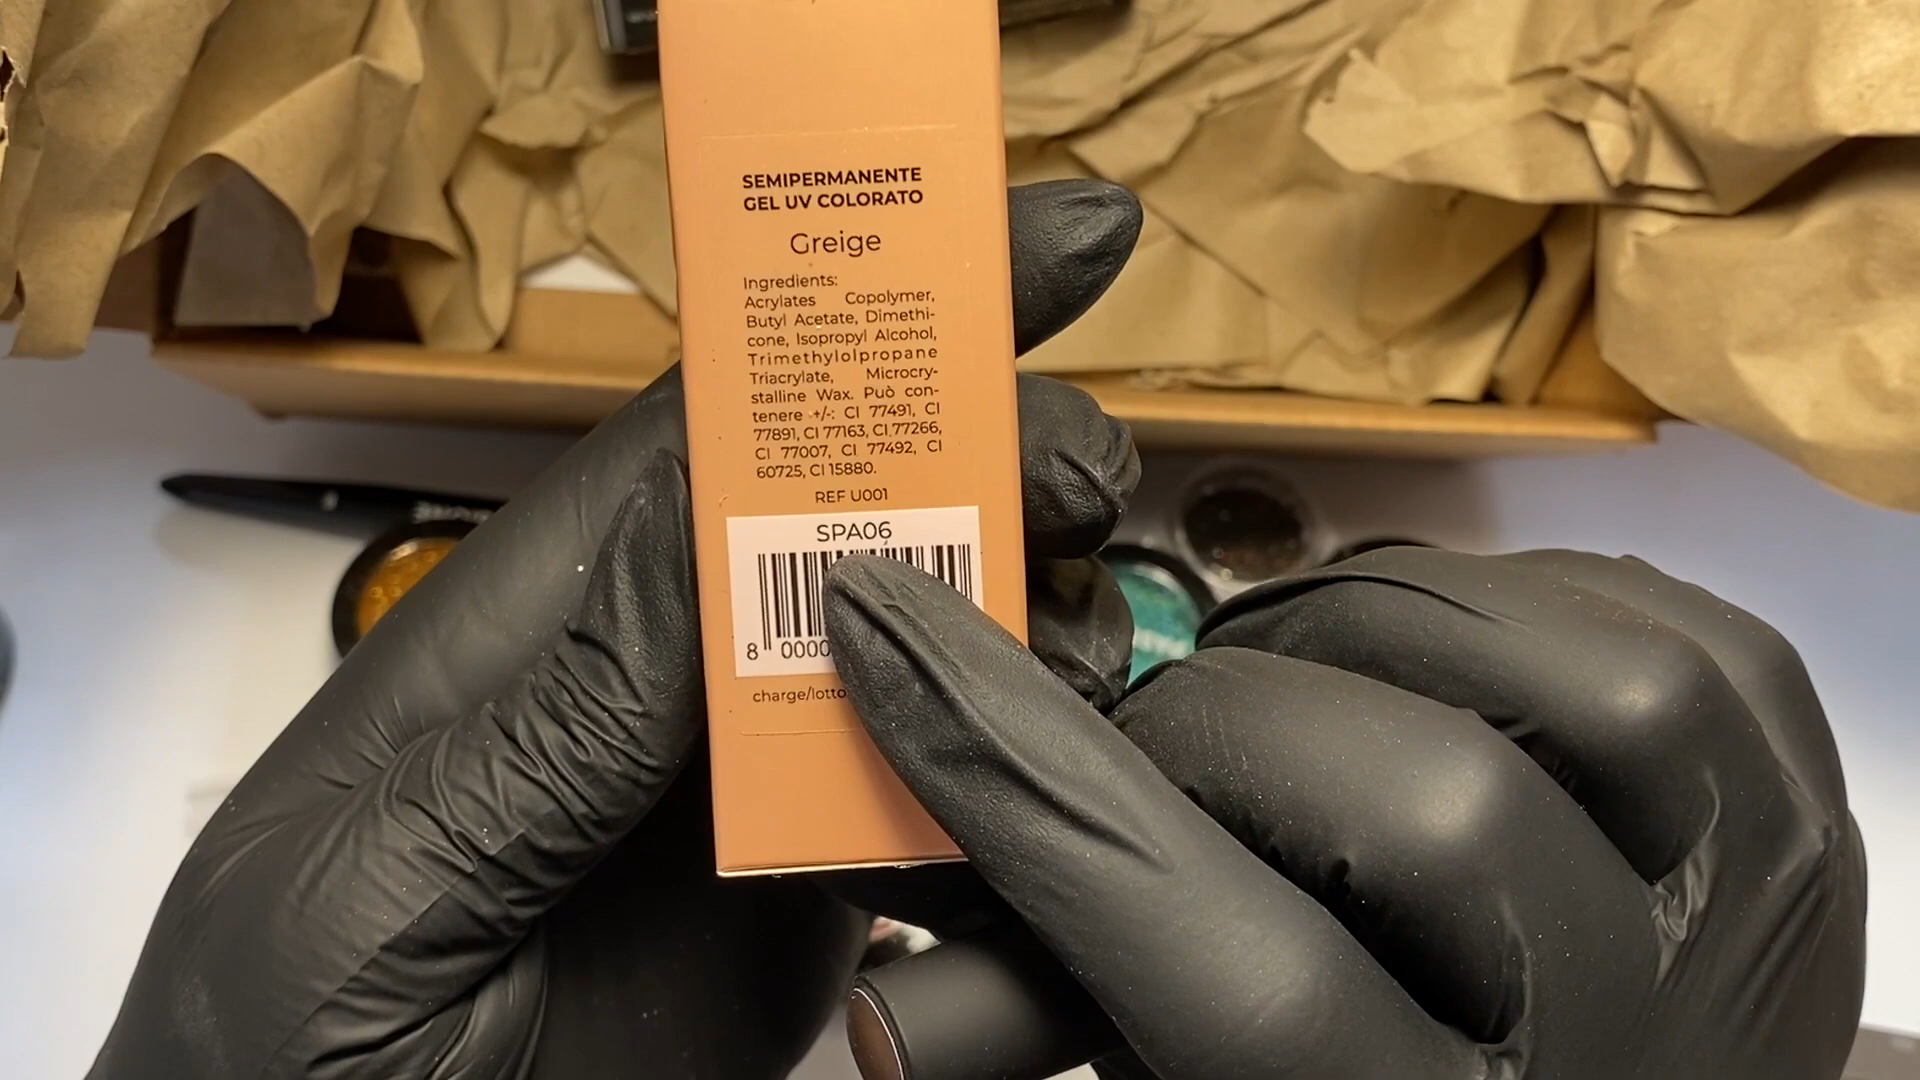 SEMIPERMANENTE
GEL UV COLORATO
Greige
Ingredients:
Acrylates Copolymer,
Butyl Acetate, Dimethi-
cone, Isopropyl Alcohol,
Trimethylolpropane
Triacrylate, Microcry-
stalline Wax. Può con-
tenere +/-: CI 77491, CI
77891, CI 77163, CI 77266,
CI 77007, CI 77492, CI
60725, CI 15880.
REF U001
SPA06
8 0000
charge/lotto